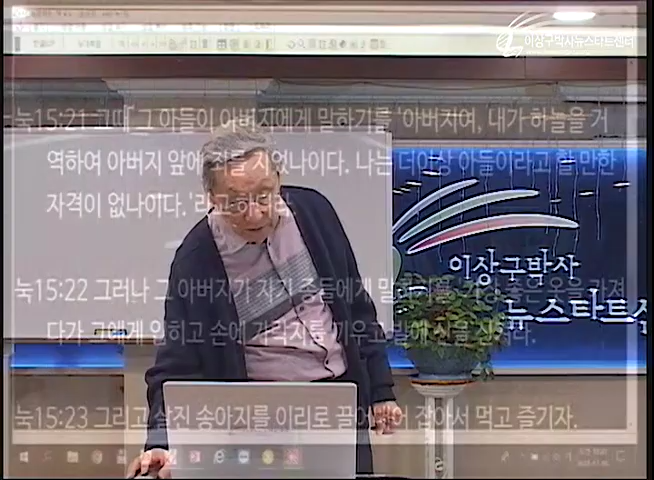 이상구박사뉴스타트센터
눅15:21 그때 그 아들이 아버지에게 말하기를 '아버지여, 내가 하늘을 거
역하여 아버지 앞에 죄를 지었나이다. 나는 더이상 아들이라고 할 만한
자격이 없나이다.'라고 하니
이상구박사
뉴스타트
눅15:22 그러나 그 아버지가 자기 종들에게 말하기를 '가장 좋은 옷을 가져
다가 그에게 입히고 손에 가락지를 끼우고 발에 신을 신겨라.
눅15:23 그리고 살진 송아지를 이리로 끌어 잡아서 먹고 즐기자.